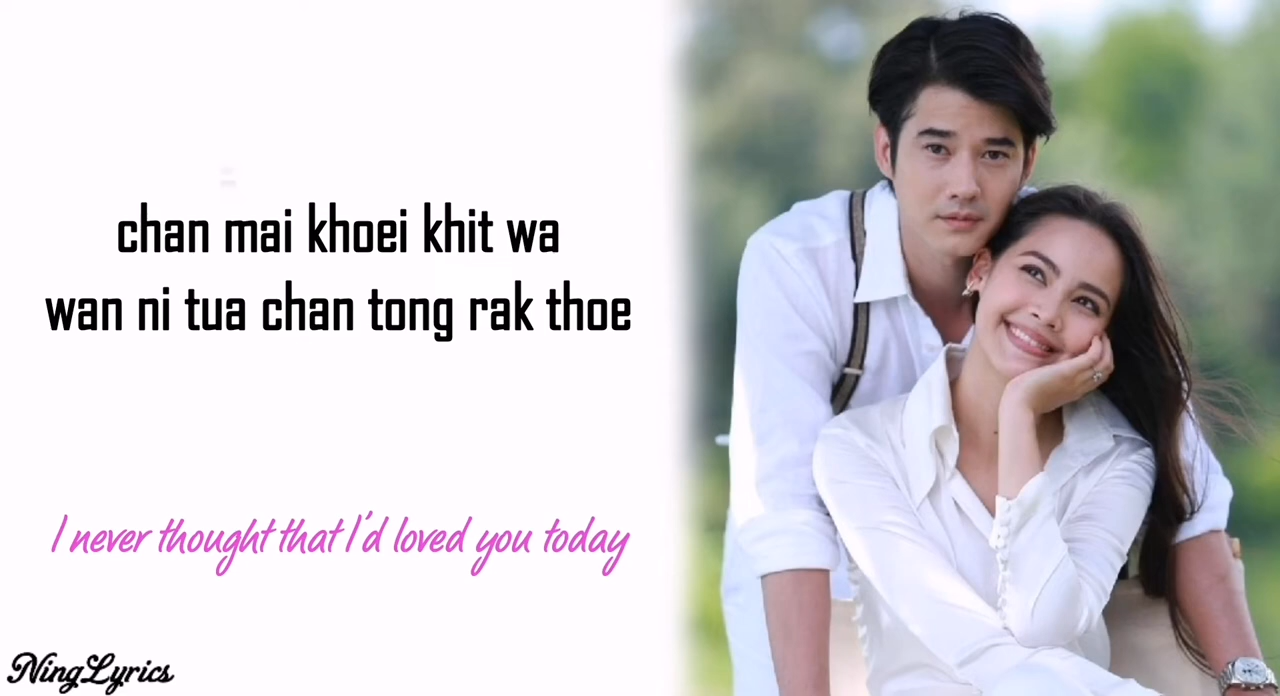 chan mai khoei khit wa
wan ni tua chan tong rak thoe
I never thought that I'd loved you today
NingLyrics